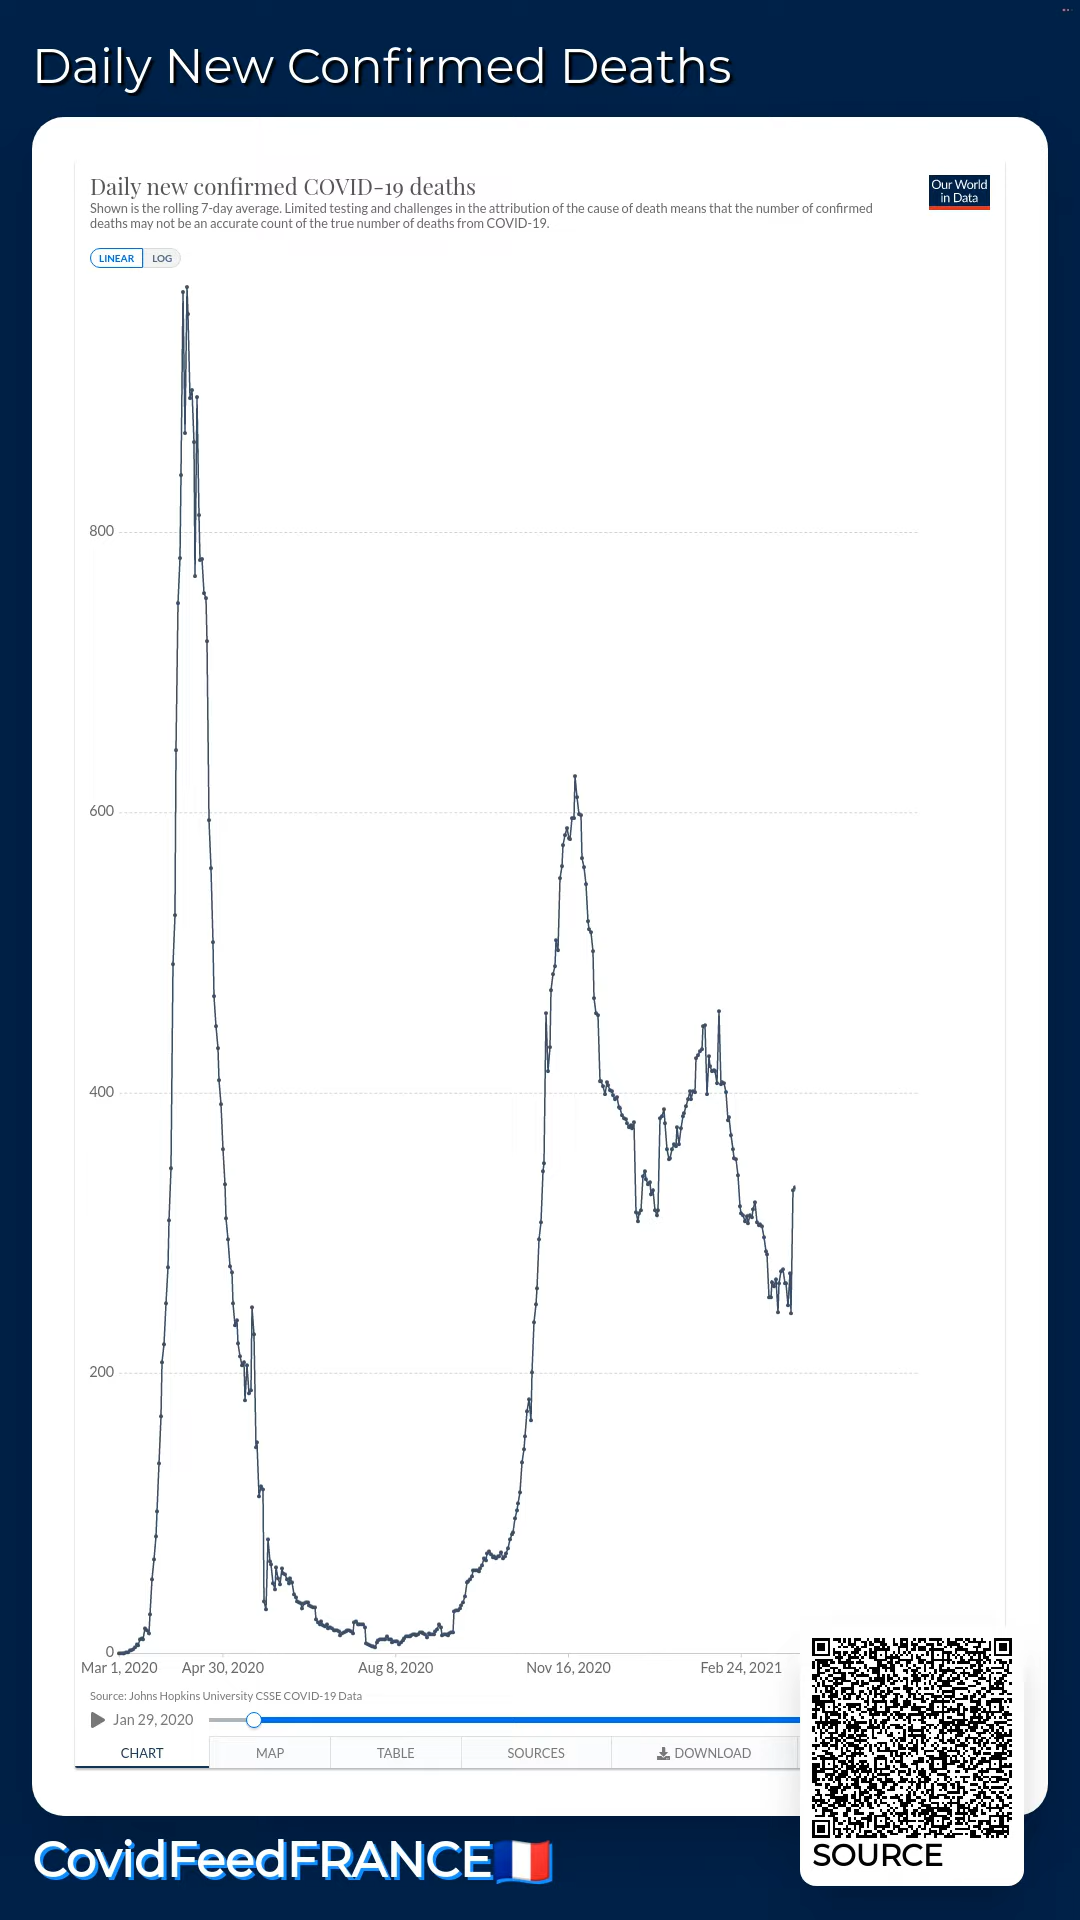 Daily New Confirmed Deaths
Daily new confirmed COVID-19 deaths
Our World
in Data
Shown is the rolling 7-day average. Limited testing and challenges in the attribution of the cause of death means that the number of confirmed
deaths may not be an accurate count of the true number of deaths from COVID-19.
LINEAR LOG
800
600
400
200
0
Mar 1, 2020 Apr 30, 2020 Aug 8, 2020 Nov 16, 2020 Feb 24, 2021
Source: Johns Hopkins University CSSE COVID-19 Data
Jan 29, 2020
CHART MAP TABLE SOURCES DOWNLOAD
SOURCE
CovidFeedFRANCE